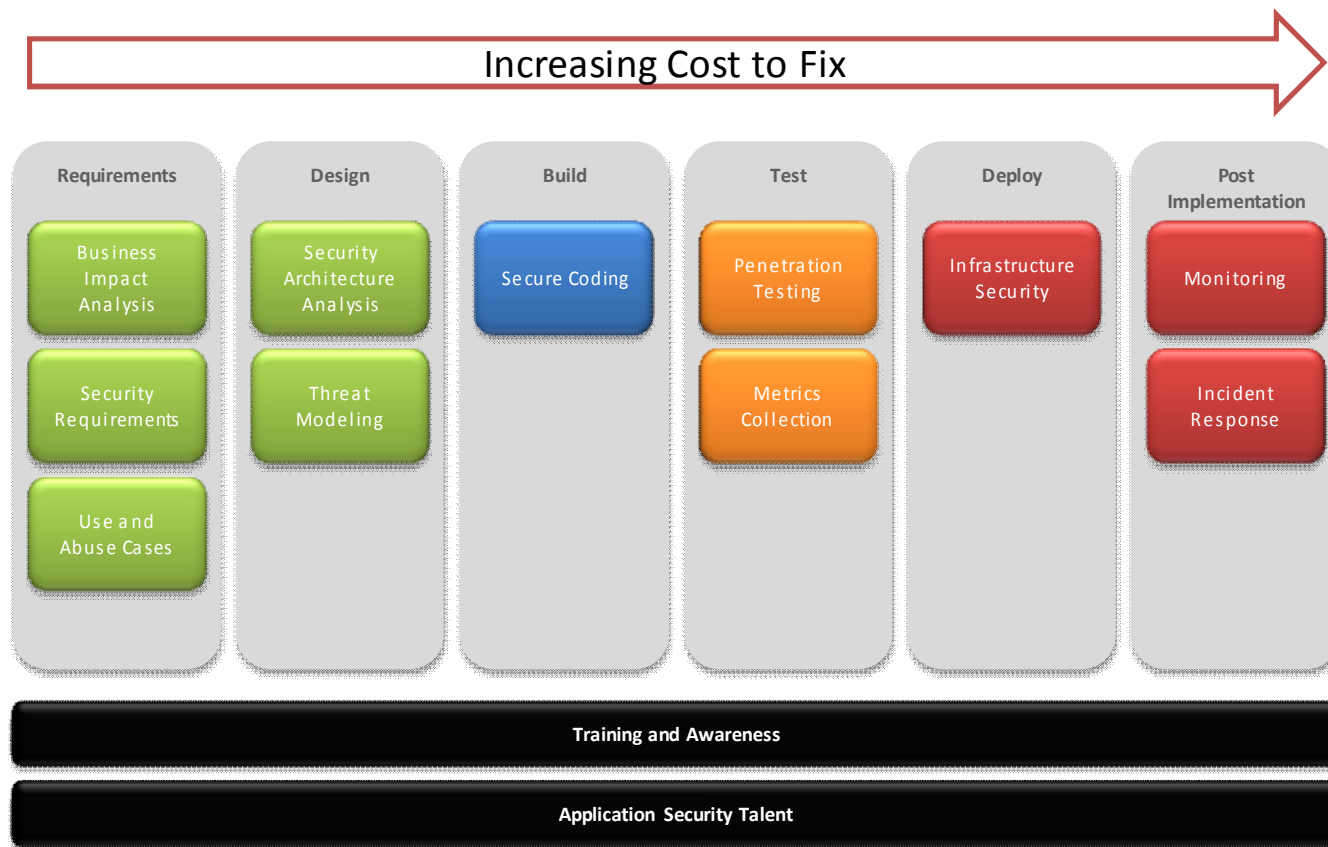 Increasing Cost to Fix
Requirements
Business
Impact
Analysis
Security
Requirements
Use and
Abuse Cases
Design
Security
Architecture
Analysis
Threat
Modeling
Build
Secure Coding
Test
Penetration
Testing
Metrics
Collection
Deploy
Infrastructure
Security
Post
Implementation
Monitoring
Incident
Response
Training and Awareness
Application Security Talent